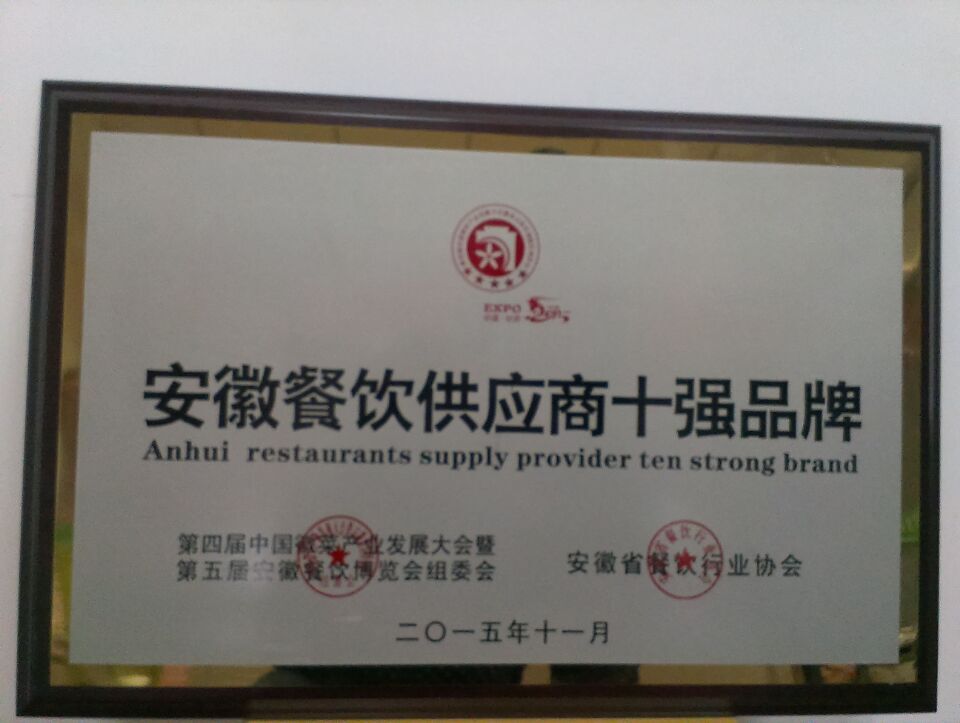 EXPO
安徽餐饮供应商十强品牌
Anhui restaurants supply provider ten strong brand
第四届中国徽菜产业发展大会暨
第五届安徽餐饮博览会组委会
安徽省餐饮行业协会
二〇一五年十一月